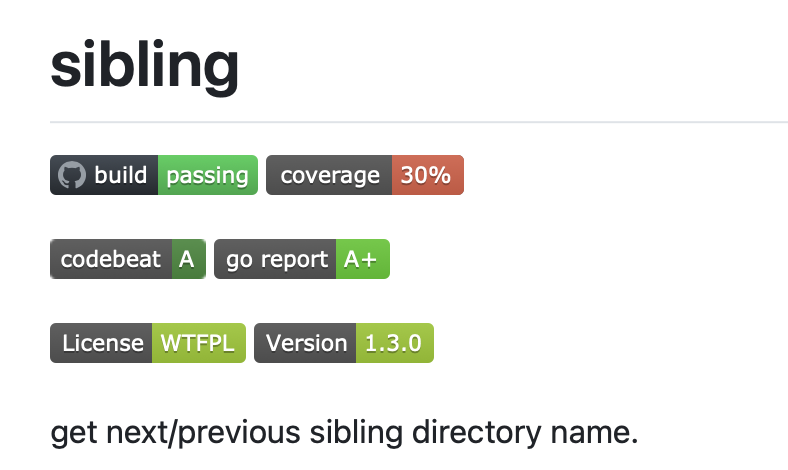 sibling
build passing coverage 30%
codebeat A go report A+
License WTFPL Version 1.3.0
get next/previous sibling directory name.